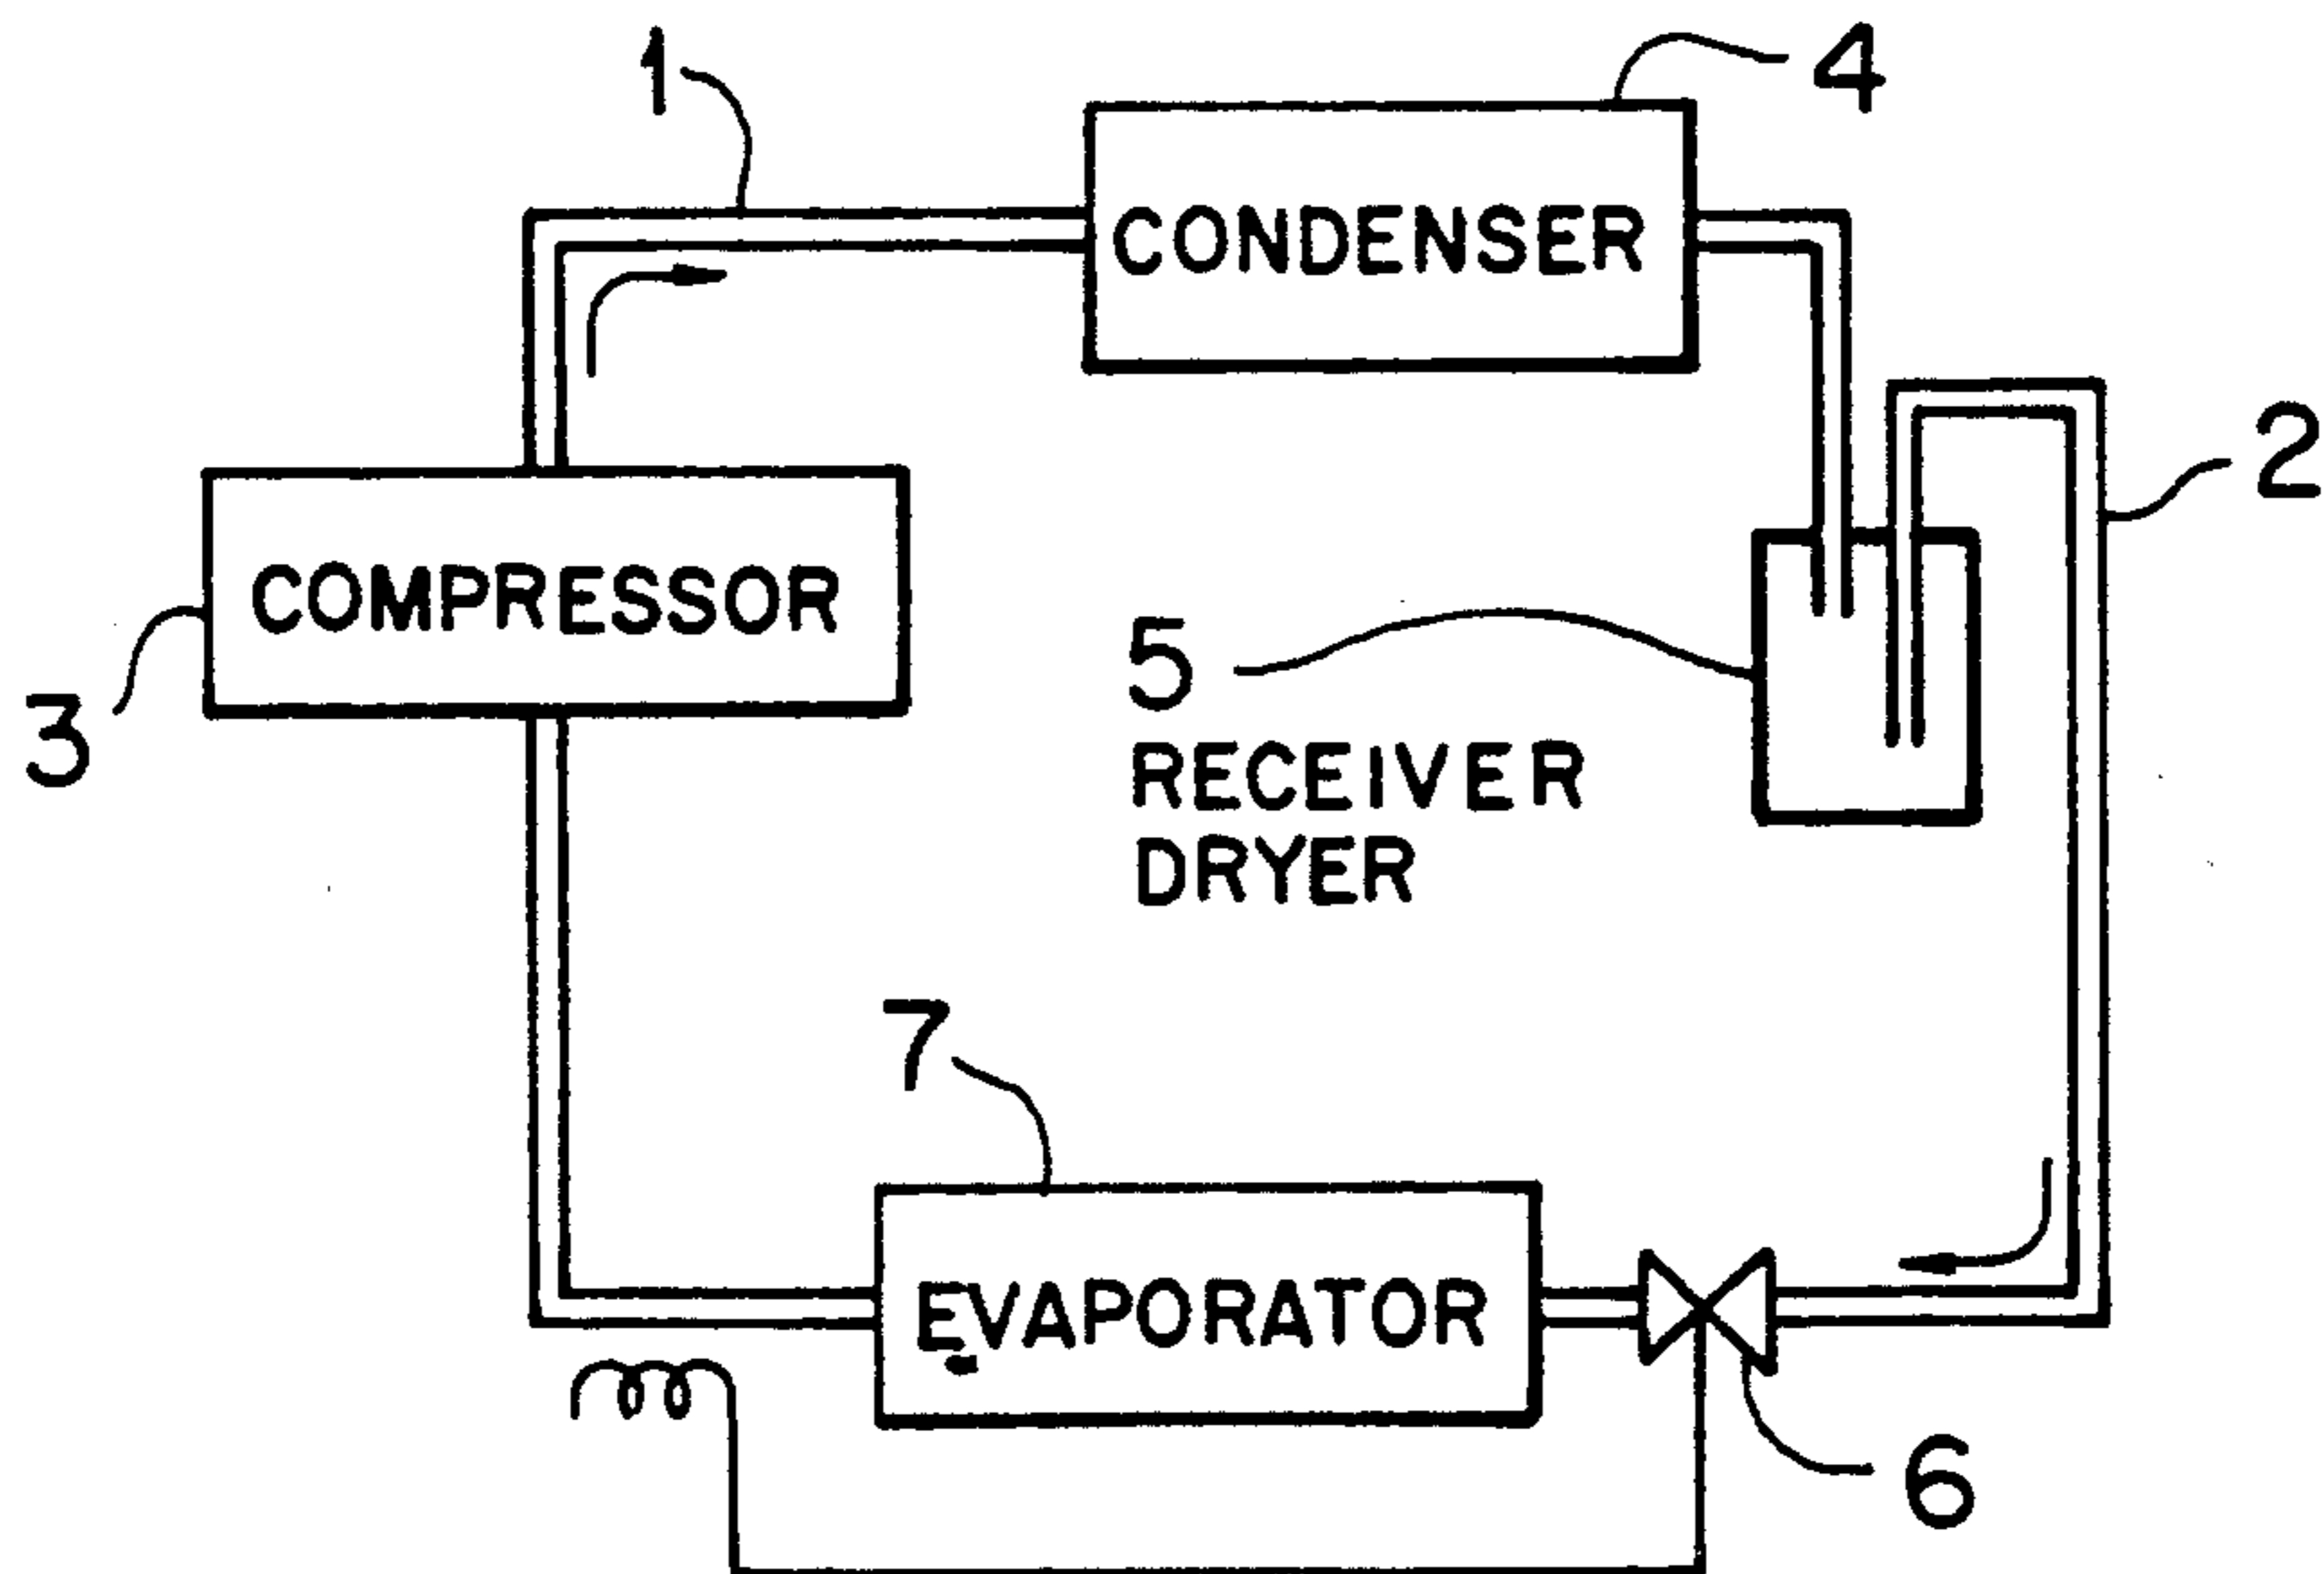 1
4
CONDENSER
2
COMPRESSOR
3
5
RECEIVER
DRYER
7
EVAPORATOR
6